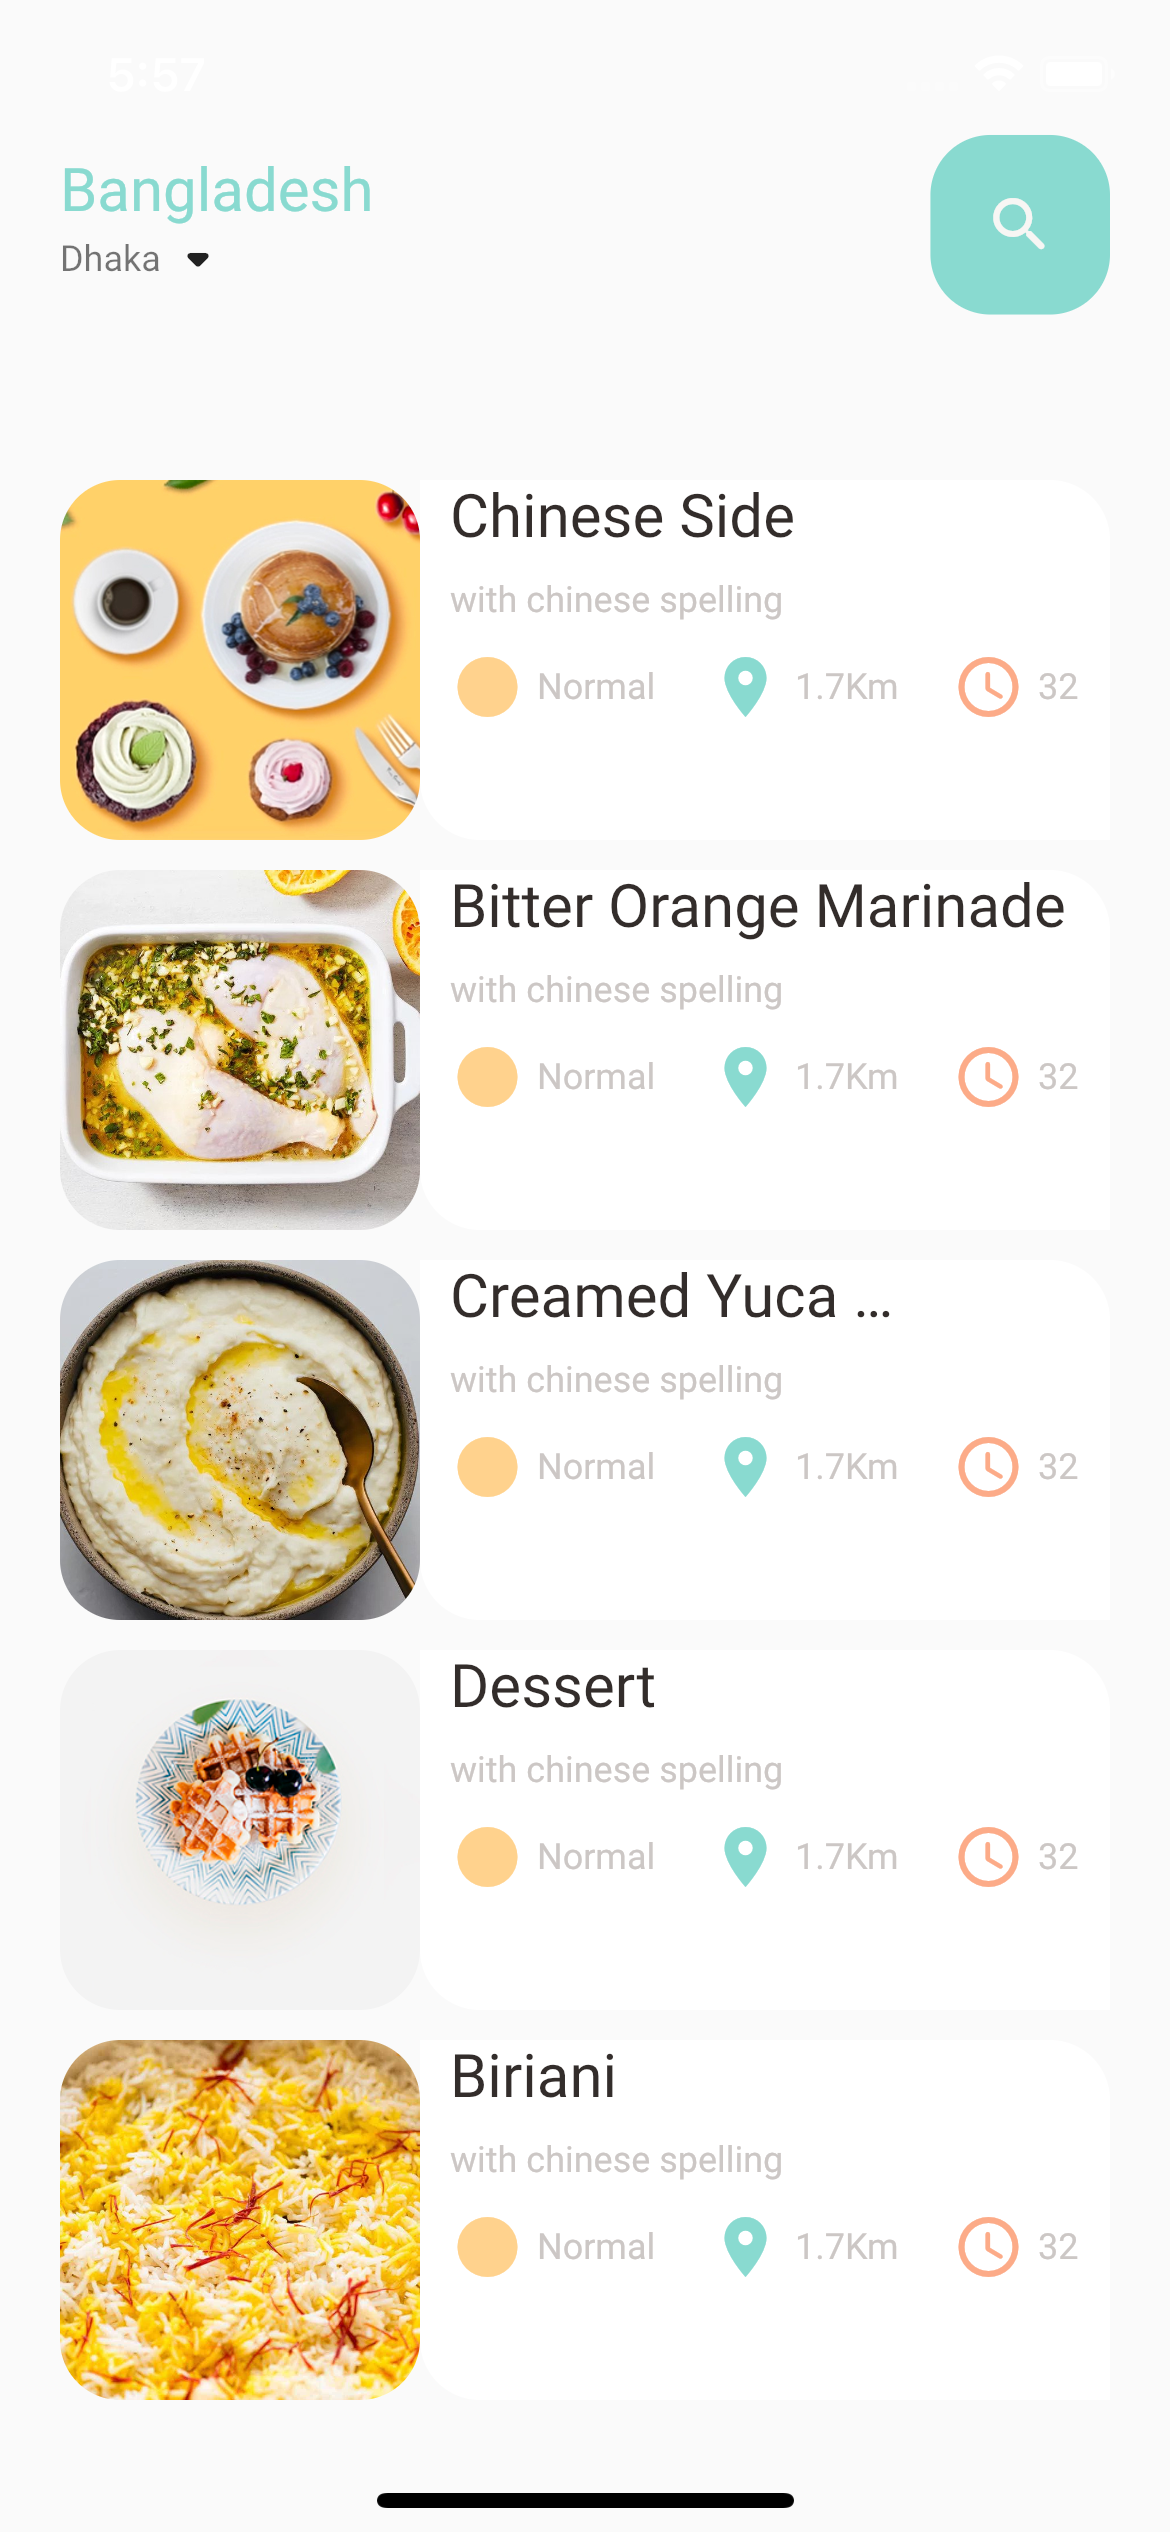 5:57
Bangladesh
Dhaka
Chinese Side
with chinese spelling
Normal 1.7Km 32
Bitter Orange Marinade
with chinese spelling
Normal 1.7Km 32
Creamed Yuca ...
with chinese spelling
Normal 1.7Km 32
Dessert
with chinese spelling
Normal 1.7Km 32
Biriani
with chinese spelling
Normal 1.7Km 32